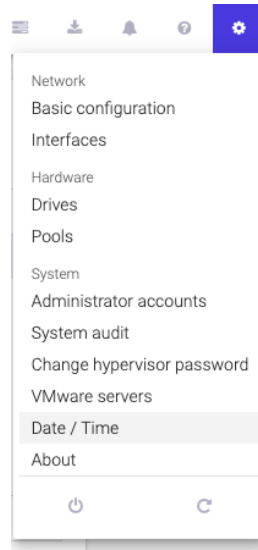 Network
Basic configuration
Interfaces
Hardware
Drives
Pools
System
Administrator accounts
System audit
Change hypervisor password
VMware servers
Date / Time
About